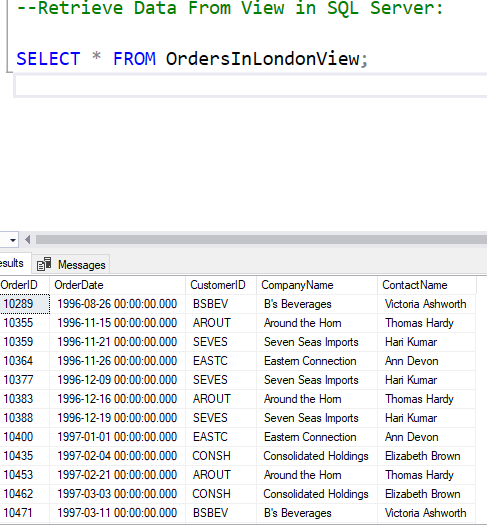 --Retrieve Data From View in SQL Server:
SELECT * FROM OrdersInLondonView;
esults Messages
OrderID OrderDate CustomerID CompanyName ContactName
10289 1996-08-26 00:00:00.000 BSBEV B's Beverages Victoria Ashworth
10355 1996-11-15 00:00:00.000 AROUT Around the Horn Thomas Hardy
10359 1996-11-21 00:00:00.000 SEVES Seven Seas Imports Hari Kumar
10364 1996-11-26 00:00:00.000 EASTC Eastern Connection Ann Devon
10377 1996-12-09 00:00:00.000 SEVES Seven Seas Imports Hari Kumar
10383 1996-12-16 00:00:00.000 AROUT Around the Horn Thomas Hardy
10388 1996-12-19 00:00:00.000 SEVES Seven Seas Imports Hari Kumar
10400 1997-01-01 00:00:00.000 EASTC Eastern Connection Ann Devon
10435 1997-02-04 00:00:00.000 CONSH Consolidated Holdings Elizabeth Brown
10453 1997-02-21 00:00:00.000 AROUT Around the Horn Thomas Hardy
10462 1997-03-03 00:00:00.000 CONSH Consolidated Holdings Elizabeth Brown
10471 1997-03-11 00:00:00.000 BSBEV B's Beverages Victoria Ashworth